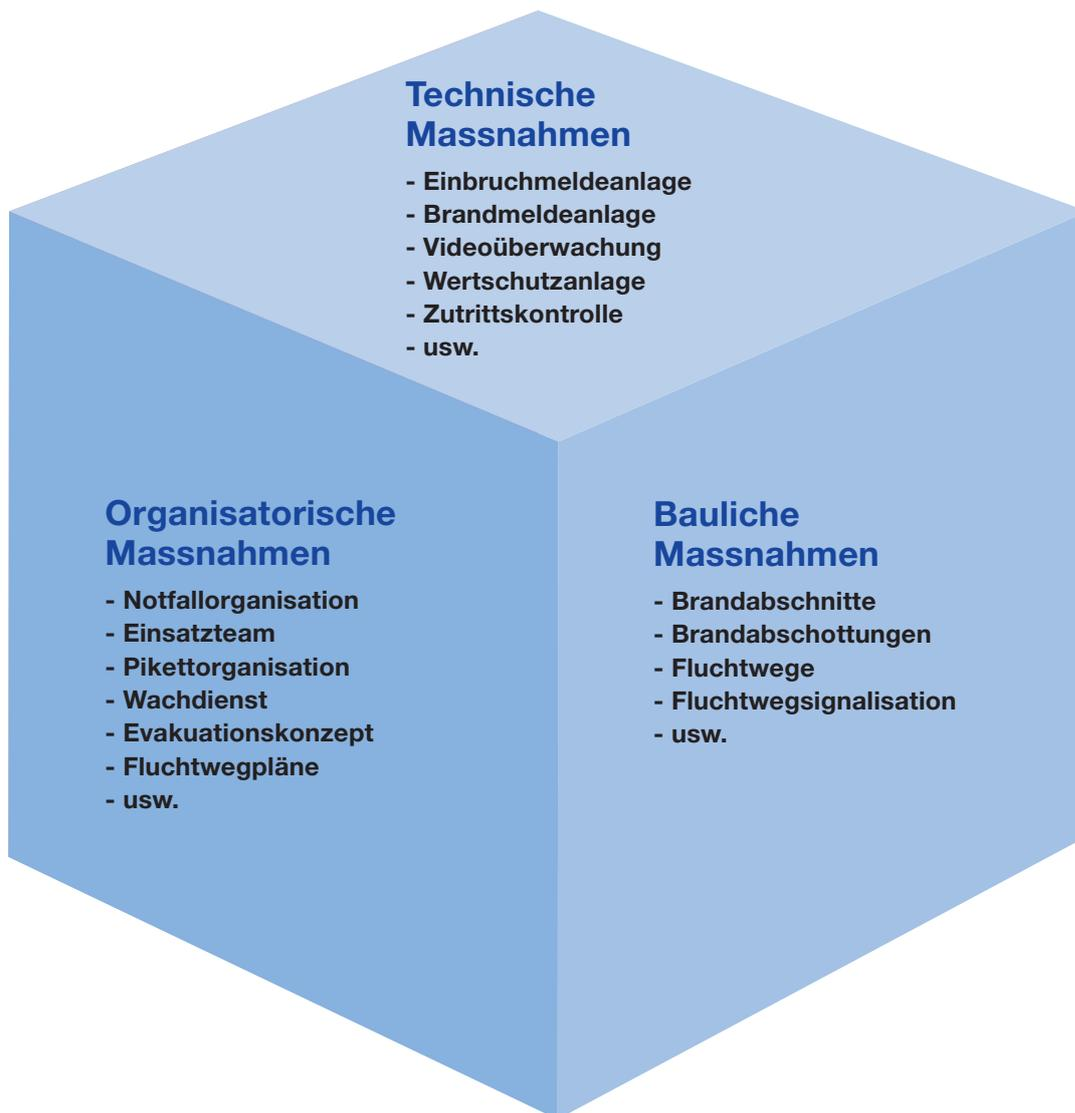 Technische
Massnahmen
- Einbruchmeldeanlage
- Brandmeldeanlage
- Videoüberwachung
- Wertschutzanlage
- Zutrittskontrolle
- usw.
Organisatorische
Massnahmen
- Notfallorganisation
- Einsatzteam
- Pikettorganisation
- Wachdienst
- Evakuationskonzept
- Fluchtwegpläne
- usw.
Bauliche
Massnahmen
- Brandabschnitte
- Brandabschottungen
- Fluchtwege
- Fluchtwegsignalisation
- usw.